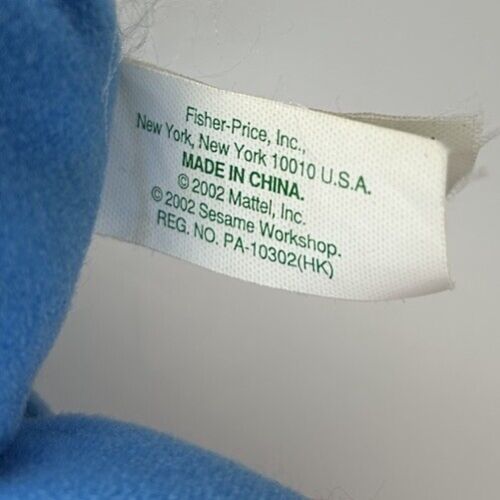 Fisher-Price, Inc.,
New York, New York 10010 U.S.A.
MADE IN CHINA.
© 2002 Mattel, Inc.
© 2002 Sesame Workshop.
REG. NO. PA-10302(HK)